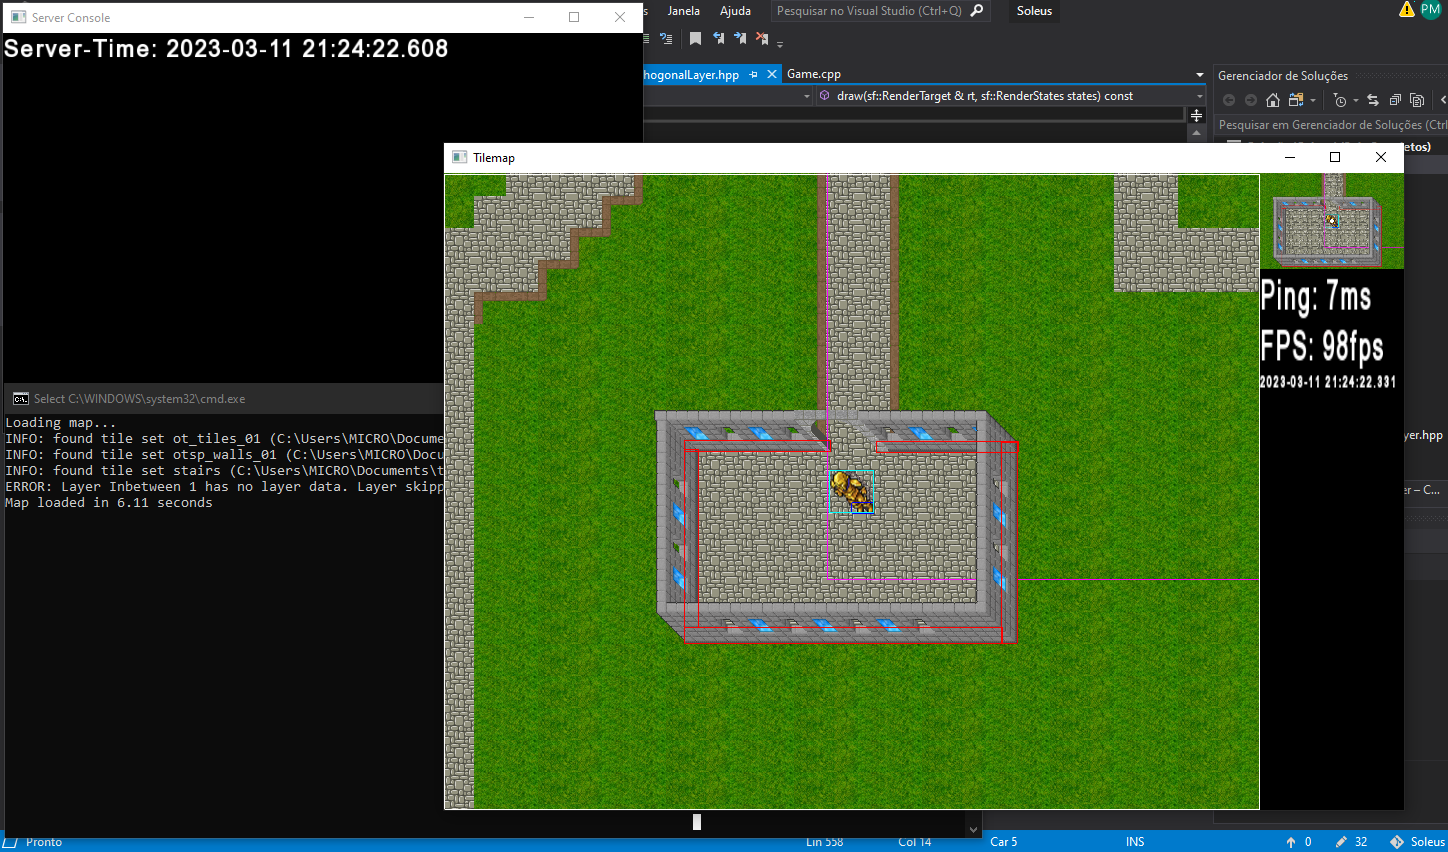 Server Console
Server-Time: 2023-03-11 21:24:22.608
Janela Ajuda Pesquisar no Visual Studio (Ctrl+Q) Soleus PM
hogonalLayer.hpp Game.cpp
draw(sf::RenderTarget & rt, sf::RenderStates states) const
Gerenciador de Soluções
Pesquisar em Gerenciador de Soluções (Ctrl
etos)
Tilemap
Ping: 7ms
FPS: 98fps
2023-03-11 21:24:22.331
Select C:\WINDOWS\system32\cmd.exe
Loading map...
INFO: found tile set ot_tiles_01 (C:\Users\MICRO\Docume
INFO: found tile set otsp_walls_01 (C:\Users\MICRO\Docu
INFO: found tile set stairs (C:\Users\MICRO\Documents\t
ERROR: Layer Inbetween 1 has no layer data. Layer skipp
Map loaded in 6.11 seconds
yer.hpp
er – C...
Pronto Lin 558 Col 14 Car 5 INS 0 32 Soleus